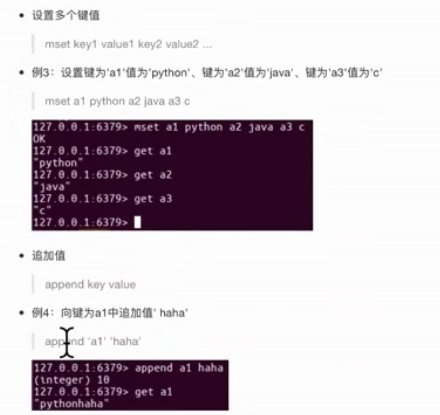 设置多个键值
mset key1 value1 key2 value2 ...
例3：设置键为'a1'值为'python'、键为'a2'值为'java'、键为'a3'值为'c'
mset a1 python a2 java a3 c
127.0.0.1:6379> mset a1 python a2 java a3 c
OK
127.0.0.1:6379> get a1
"python"
127.0.0.1:6379> get a2
"java"
127.0.0.1:6379> get a3
"c"
127.0.0.1:6379>
追加值
append key value
例4：向键为a1中追加值' haha'
append 'a1' 'haha'
127.0.0.1:6379> append a1 haha
(integer) 10
127.0.0.1:6379> get a1
"pythonhaha"